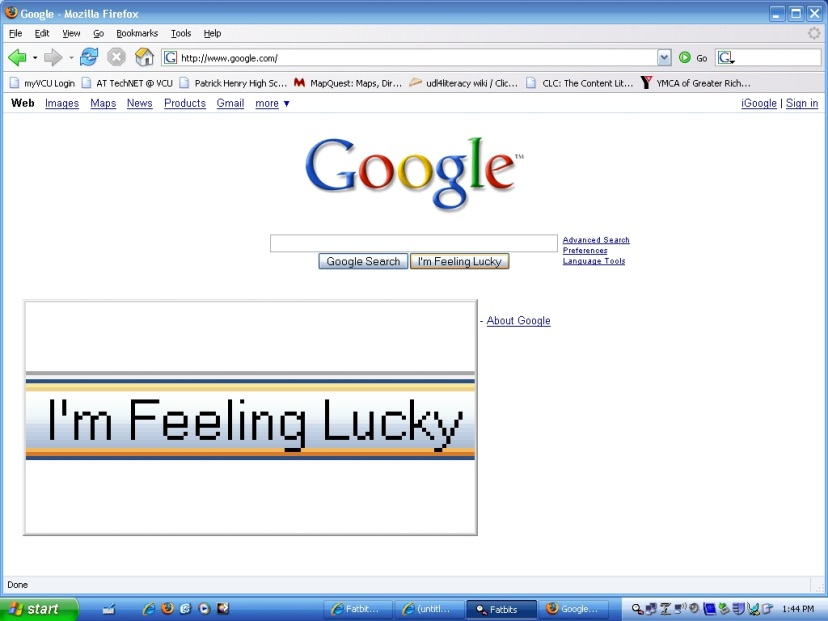 Google - Mozilla Firefox
File Edit View Go Bookmarks Tools Help
G http://www.google.com/ Go G
myVCU Login AT TechNET @ VCU Patrick Henry High Sc... MapQuest: Maps, Dir... udl4literacy wiki / Clic... CLC: The Content Lit... YMCA of Greater Rich...
Web Images Maps News Products Gmail more ▼ iGoogle | Sign in
Google™
Advanced Search
Preferences
Language Tools
Google Search I'm Feeling Lucky
- About Google
I'm Feeling Lucky
Done
start Fatbit... (untitl... Fatbits Google... 1:44 PM